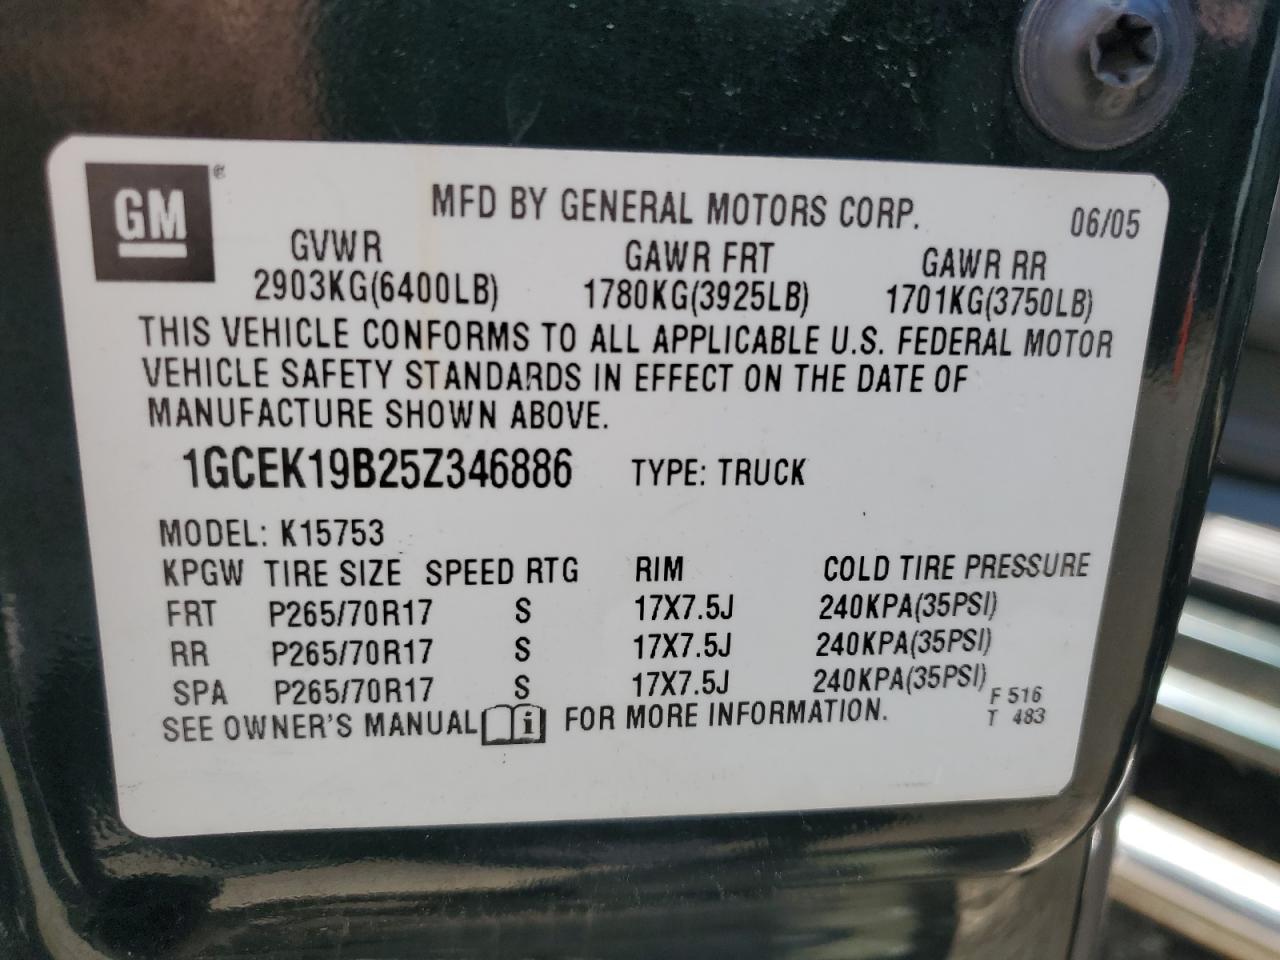 GM ®
MFD BY GENERAL MOTORS CORP.
06/05
GVWR GAWR FRT GAWR RR
2903KG(6400LB) 1780KG(3925LB) 1701KG(3750LB)
THIS VEHICLE CONFORMS TO ALL APPLICABLE U.S. FEDERAL MOTOR
VEHICLE SAFETY STANDARDS IN EFFECT ON THE DATE OF
MANUFACTURE SHOWN ABOVE.
1GCEK19B25Z346886 TYPE: TRUCK
MODEL: K15753
KPGW TIRE SIZE SPEED RTG RIM COLD TIRE PRESSURE
FRT P265/70R17 S 17X7.5J 240KPA(35PSI)
RR P265/70R17 S 17X7.5J 240KPA(35PSI)
SPA P265/70R17 S 17X7.5J 240KPA(35PSI)
SEE OWNER'S MANUAL i FOR MORE INFORMATION.
F 516
T 483